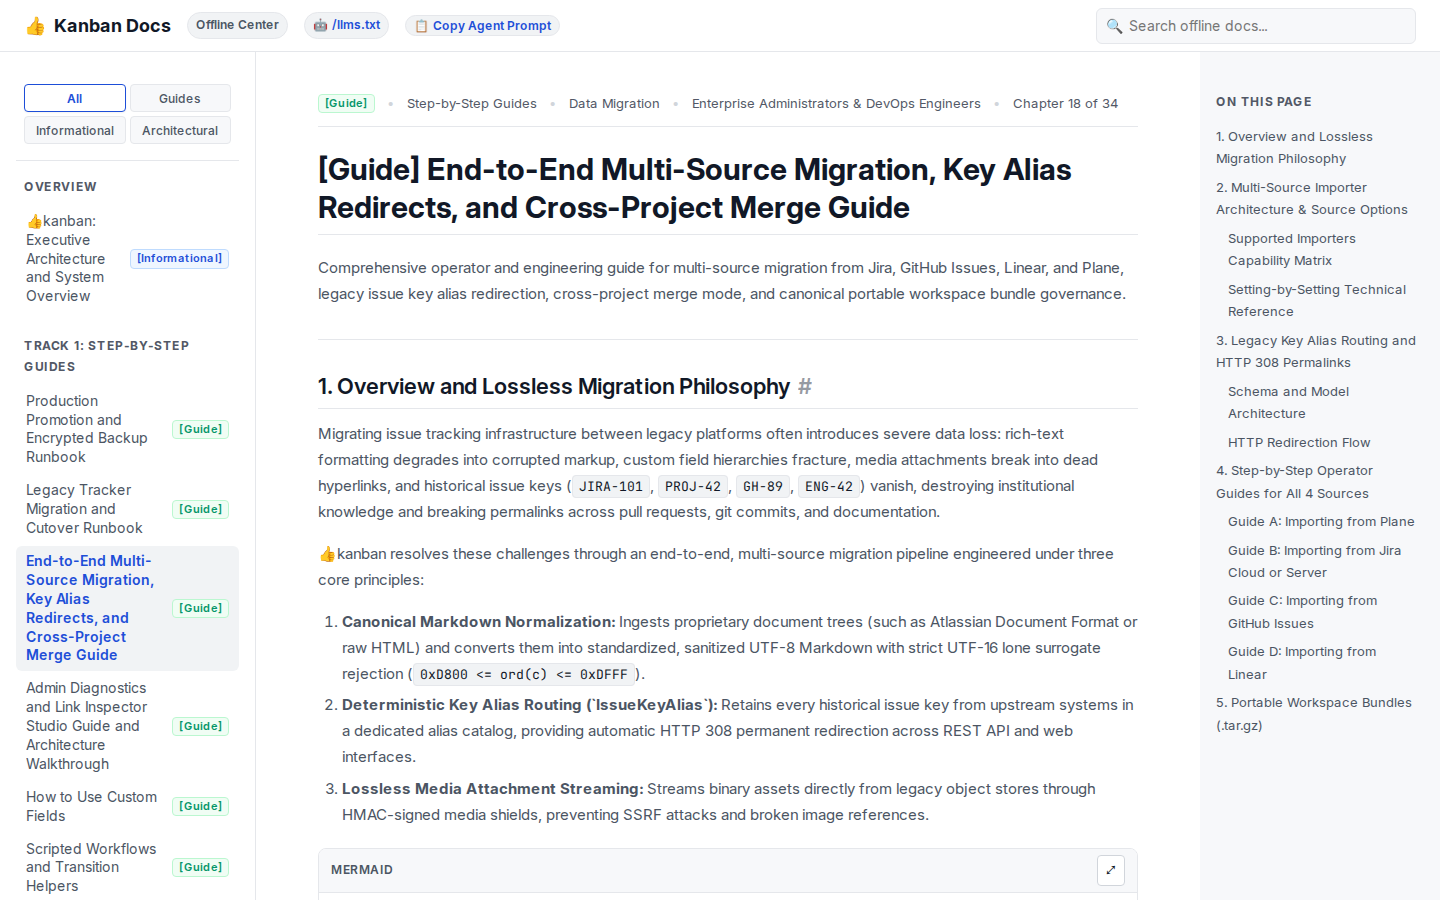 👍 Kanban Docs
Offline Center
🤖 /llms.txt
📋 Copy Agent Prompt
🔍 Search offline docs...
All
Guides
Informational
Architectural
OVERVIEW
👍kanban:
Executive
Architecture
and System
Overview
[Informational]
TRACK 1: STEP-BY-STEP
GUIDES
Production
Promotion and
Encrypted Backup
Runbook
[Guide]
Legacy Tracker
Migration and
Cutover Runbook
[Guide]
End-to-End Multi-
Source Migration,
Key Alias
Redirects, and
Cross-Project
Merge Guide
[Guide]
Admin Diagnostics
and Link Inspector
Studio Guide and
Architecture
Walkthrough
[Guide]
How to Use Custom
Fields
[Guide]
Scripted Workflows
and Transition
Helpers
[Guide]
[Guide] • Step-by-Step Guides • Data Migration • Enterprise Administrators & DevOps Engineers • Chapter 18 of 34
[Guide] End-to-End Multi-Source Migration, Key Alias
Redirects, and Cross-Project Merge Guide
Comprehensive operator and engineering guide for multi-source migration from Jira, GitHub Issues, Linear, and Plane,
legacy issue key alias redirection, cross-project merge mode, and canonical portable workspace bundle governance.
1. Overview and Lossless Migration Philosophy #
Migrating issue tracking infrastructure between legacy platforms often introduces severe data loss: rich-text
formatting degrades into corrupted markup, custom field hierarchies fracture, media attachments break into dead
hyperlinks, and historical issue keys (JIRA-101, PROJ-42, GH-89, ENG-42) vanish, destroying institutional
knowledge and breaking permalinks across pull requests, git commits, and documentation.
👍kanban resolves these challenges through an end-to-end, multi-source migration pipeline engineered under three
core principles:
1. Canonical Markdown Normalization: Ingests proprietary document trees (such as Atlassian Document Format or
raw HTML) and converts them into standardized, sanitized UTF-8 Markdown with strict UTF-16 lone surrogate
rejection (0xD800 <= ord(c) <= 0xDFFF).
2. Deterministic Key Alias Routing (`IssueKeyAlias`): Retains every historical issue key from upstream systems in
a dedicated alias catalog, providing automatic HTTP 308 permanent redirection across REST API and web
interfaces.
3. Lossless Media Attachment Streaming: Streams binary assets directly from legacy object stores through
HMAC-signed media shields, preventing SSRF attacks and broken image references.
MERMAID
⤢
ON THIS PAGE
1. Overview and Lossless
Migration Philosophy
2. Multi-Source Importer
Architecture & Source Options
Supported Importers
Capability Matrix
Setting-by-Setting Technical
Reference
3. Legacy Key Alias Routing and
HTTP 308 Permalinks
Schema and Model
Architecture
HTTP Redirection Flow
4. Step-by-Step Operator
Guides for All 4 Sources
Guide A: Importing from Plane
Guide B: Importing from Jira
Cloud or Server
Guide C: Importing from
GitHub Issues
Guide D: Importing from
Linear
5. Portable Workspace Bundles
(.tar.gz)